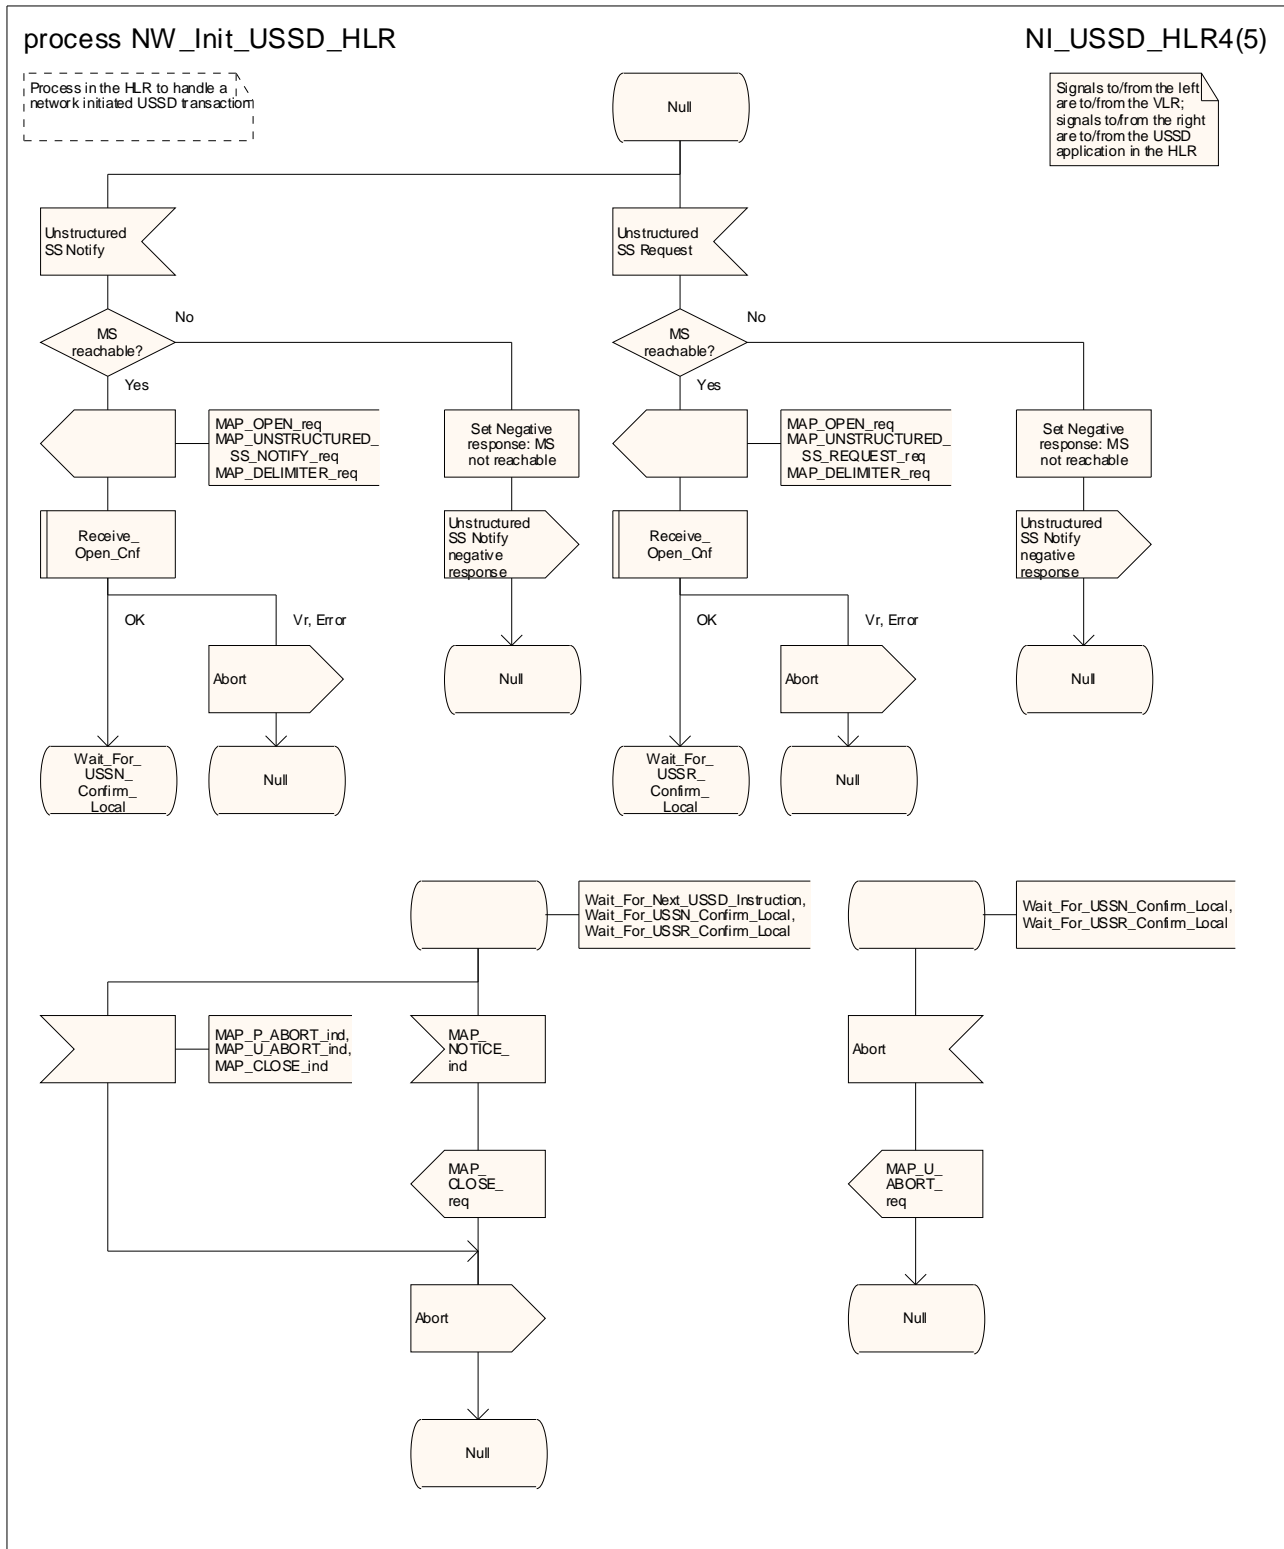 process NW_Init_USSD_HLR
NI_USSD_HLR4(5)
Process in the HLR to handle a
network initiated USSD transaction
Null
Signals to/from the left
are to/from the VLR;
signals to/from the right
are to/from the USSD
application in the HLR
Unstructured
SS Notify
Unstructured
SS Request
MS
reachable?
No
Yes
MS
reachable?
No
Yes
MAP_OPEN_req
MAP_UNSTRUCTURED_
SS_NOTIFY_req
MAP_DELIMITER_req
Set Negative
response: MS
not reachable
MAP_OPEN_req
MAP_UNSTRUCTURED_
SS_REQUEST_req
MAP_DELIMITER_req
Set Negative
response: MS
not reachable
Receive_
Open_Cnf
Unstructured
SS Notify
negative
response
Receive_
Open_Cnf
Unstructured
SS Notify
negative
response
OK
Vr, Error
OK
Vr, Error
Abort
Null
Abort
Null
Wait_For_
USSN_
Confirm_
Local
Null
Wait_For_
USSR_
Confirm_
Local
Null
Wait_For_Next_USSD_Instruction,
Wait_For_USSN_Confirm_Local,
Wait_For_USSR_Confirm_Local
Wait_For_USSN_Confirm_Local,
Wait_For_USSR_Confirm_Local
MAP_P_ABORT_ind,
MAP_U_ABORT_ind,
MAP_CLOSE_ind
MAP_
NOTICE_
ind
Abort
MAP_
CLOSE_
req
MAP_U_
ABORT_
req
Abort
Null
Null